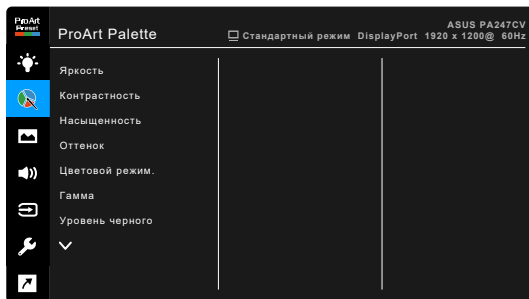 ProArt
Preset
ProArt Palette
ASUS PA247CV
Стандартный режим DisplayPort 1920 x 1200@ 60Hz
Яркость
Контрастность
Насыщенность
Оттенок
Цветовой режим.
Гамма
Уровень черного